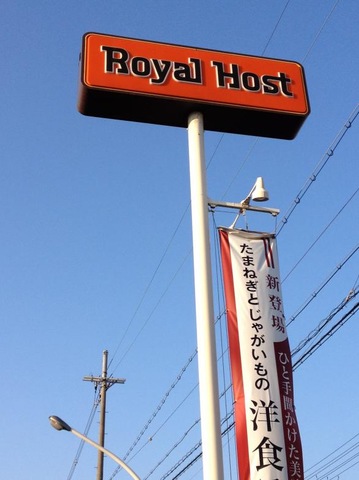 Royal Host
新登場
ひと手間かけた美
たまねぎとじゃがいもの
洋食